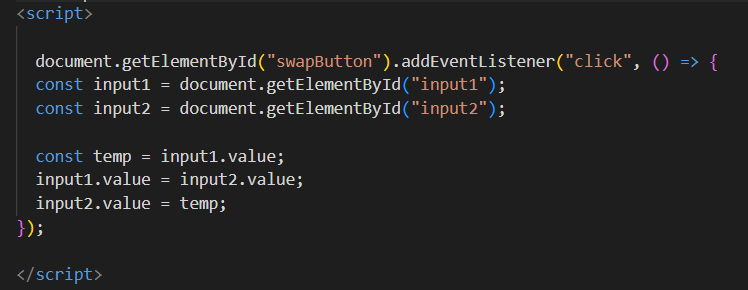 <script>
document.getElementById("swapButton").addEventListener("click", () => {
const input1 = document.getElementById("input1");
const input2 = document.getElementById("input2");
const temp = input1.value;
input1.value = input2.value;
input2.value = temp;
});
</script>